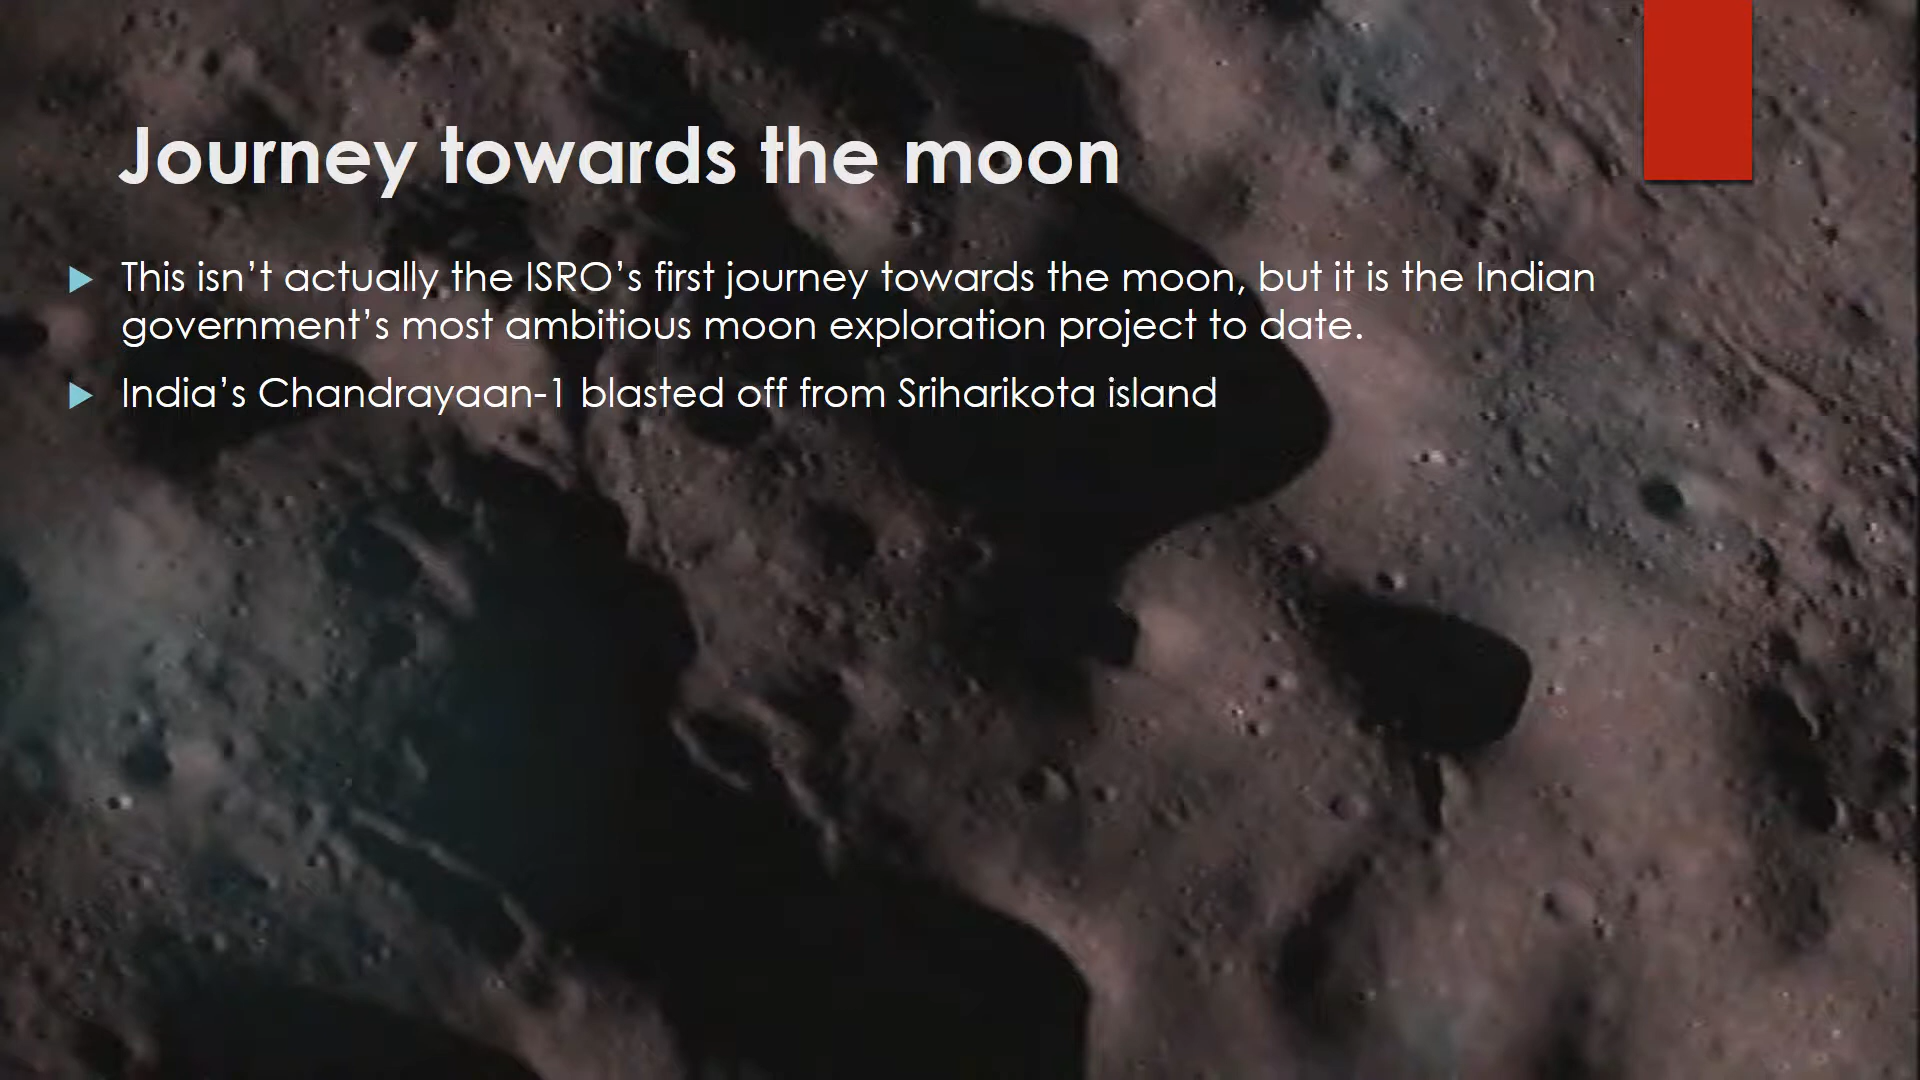 Journey towards the moon
This isn’t actually the ISRO’s first journey towards the moon, but it is the Indian
government’s most ambitious moon exploration project to date.
India’s Chandrayaan-1 blasted off from Sriharikota island